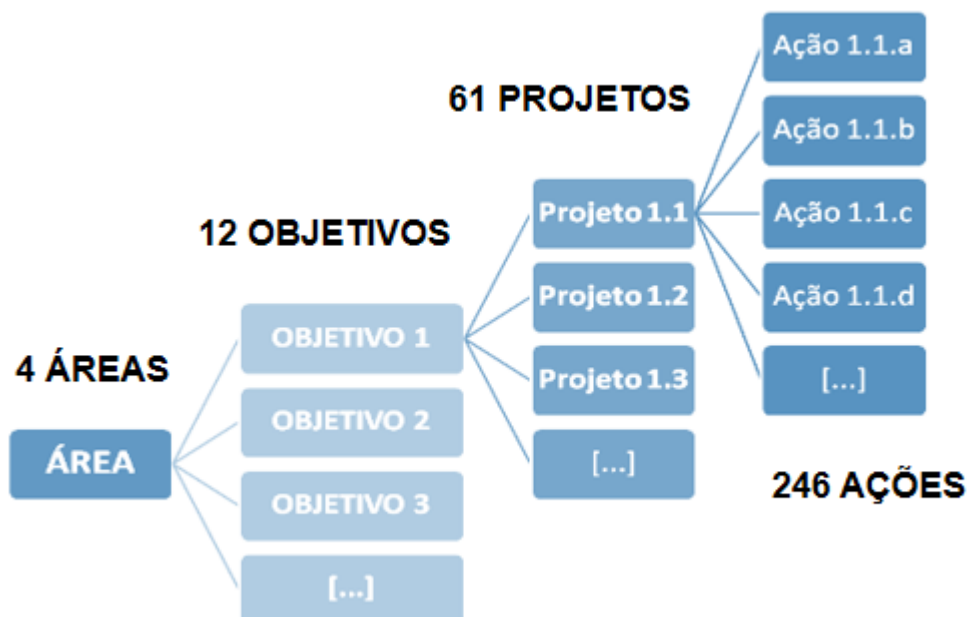 4 ÁREAS
ÁREA
12 OBJETIVOS
OBJETIVO 1
OBJETIVO 2
OBJETIVO 3
[...]
61 PROJETOS
Projeto 1.1
Projeto 1.2
Projeto 1.3
[...]
Ação 1.1.a
Ação 1.1.b
Ação 1.1.c
Ação 1.1.d
[...]
246 AÇÕES